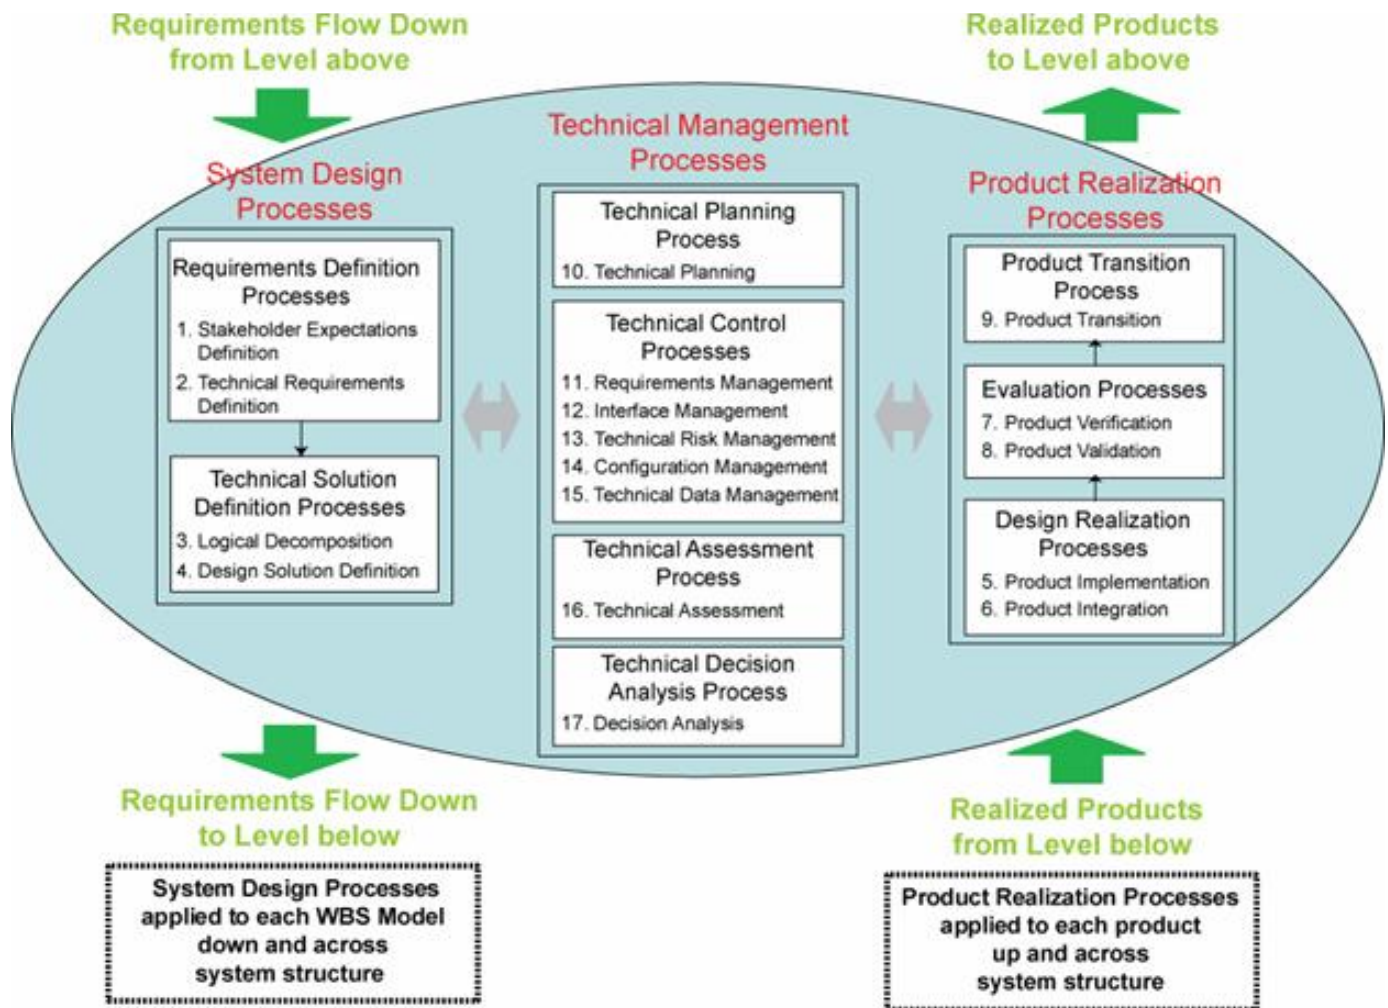 Requirements Flow Down
from Level above
Realized Products
to Level above
Technical Management
Processes
System Design
Processes
Product Realization
Processes
Requirements Definition
Processes
1. Stakeholder Expectations
Definition
2. Technical Requirements
Definition
Technical Solution
Definition Processes
3. Logical Decomposition
4. Design Solution Definition
Technical Planning
Process
10. Technical Planning
Technical Control
Processes
11. Requirements Management
12. Interface Management
13. Technical Risk Management
14. Configuration Management
15. Technical Data Management
Technical Assessment
Process
16. Technical Assessment
Technical Decision
Analysis Process
17. Decision Analysis
Product Transition
Process
9. Product Transition
Evaluation Processes
7. Product Verification
8. Product Validation
Design Realization
Processes
5. Product Implementation
6. Product Integration
Requirements Flow Down
to Level below
Realized Products
from Level below
System Design Processes
applied to each WBS Model
down and across
system structure
Product Realization Processes
applied to each product
up and across
system structure